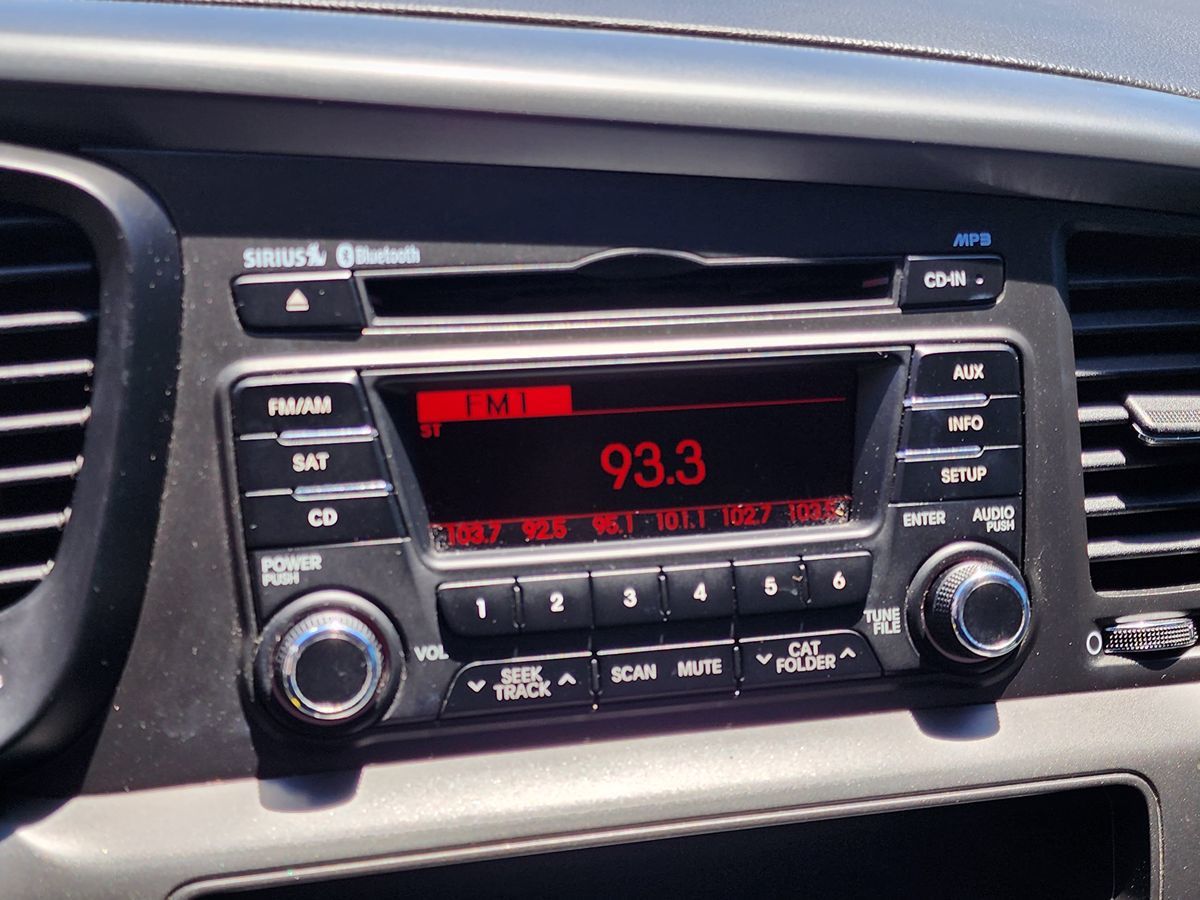 SIRIUS Bluetooth
MP3
CD-IN
FM/AM
SAT
CD
FM1
ST
93.3
103.7 92.5 95.1 101.1 102.7 103.5
AUX
INFO
SETUP
ENTER
AUDIO
PUSH
POWER
PUSH
VOL
1 2 3 4 5 6
TUNE
FILE
SEEK
TRACK
SCAN MUTE
CAT
FOLDER
0